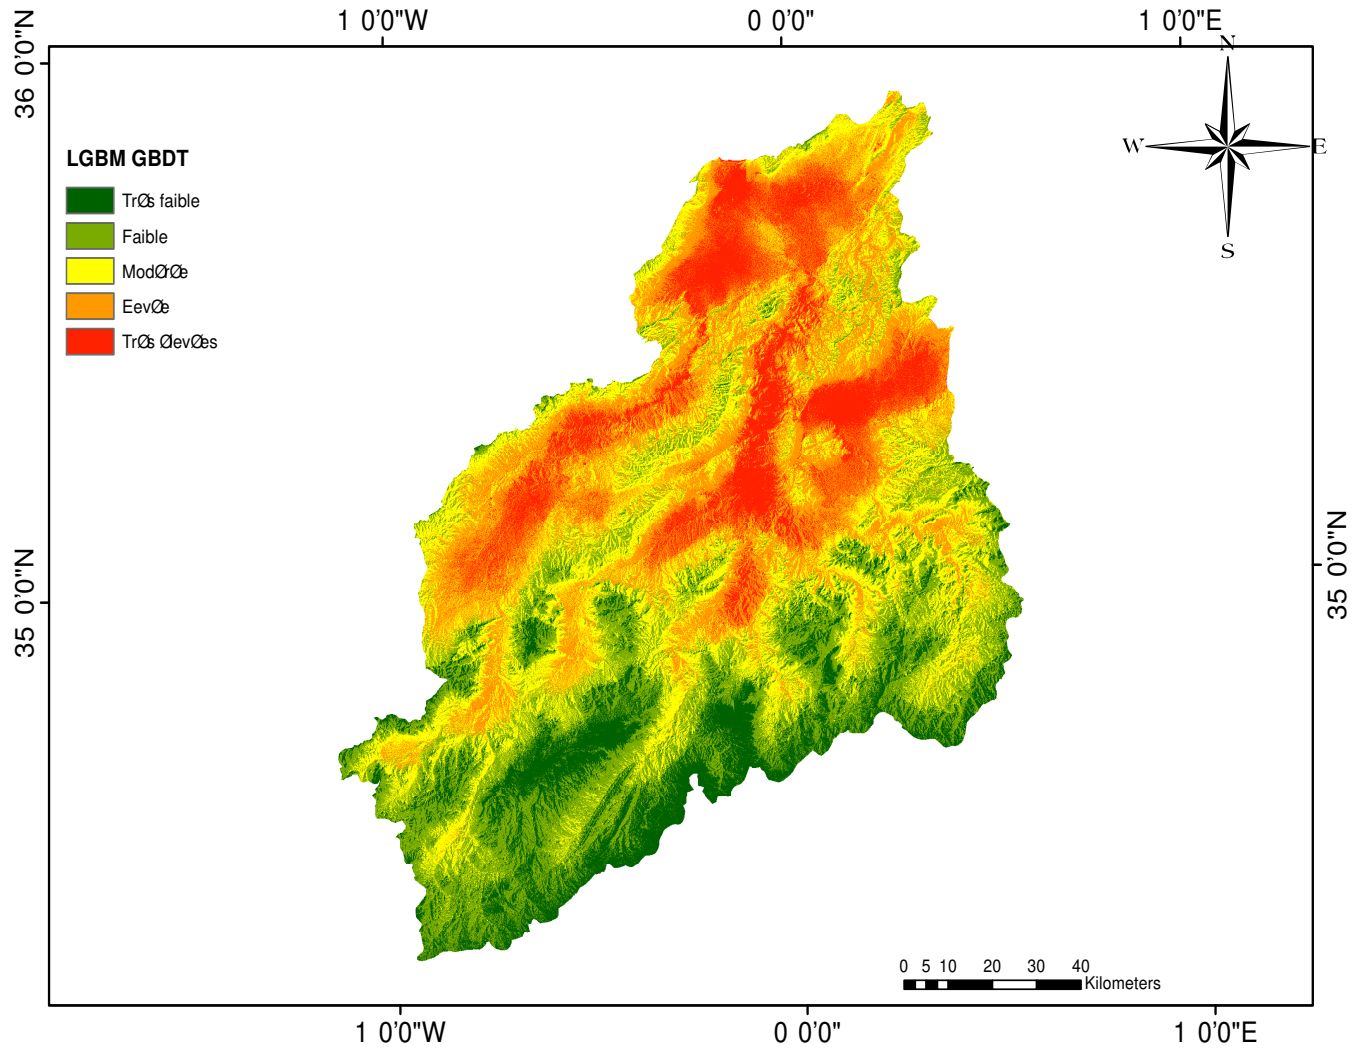 1 0'0"W
0 0'0"
1 0'0"E
36 0'0"N
N
W
E
S
LGBM GBDT
TrØs faible
Faible
ModØrØe
EevØe
TrØs ØlevØes
35 0'0"N
35 0'0"N
0 5 10 20 30 40
Kilometers
1 0'0"W
0 0'0"
1 0'0"E